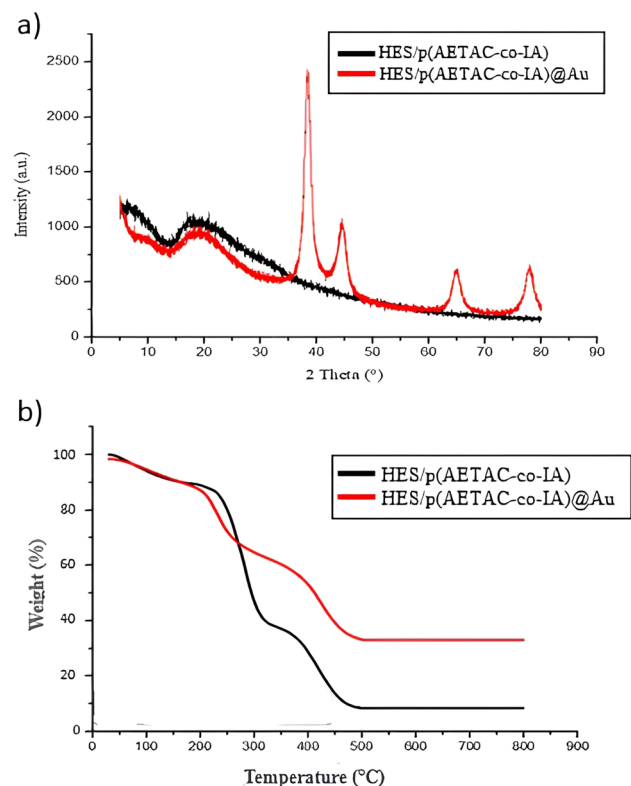 a)
HES/p(AETAC-co-IA)
HES/p(AETAC-co-IA)@Au
2500
2000
1500
1000
500
0
Intensity (a.u.)
0 10 20 30 40 50 60 70 80 90
2 Theta (°)
b)
HES/p(AETAC-co-IA)
HES/p(AETAC-co-IA)@Au
100
80
60
40
20
0
Weight (%)
0 100 200 300 400 500 600 700 800 900
Temperature (°C)